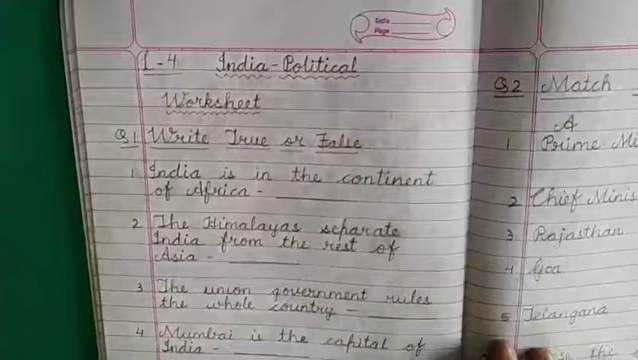 Date
Page
L-4 India-Political
Worksheet
Q1 Write True or False
1 India is in the continent
of Africa -
2 The Himalayas separate
India from the rest of
Asia -
3 The union government rules
the whole country -
4 Mumbai is the capital of
India -
Q2 Match
A
1 Prime Mi
2 Chief Minis
3 Rajasthan
4 Goa
5 Telangana
the